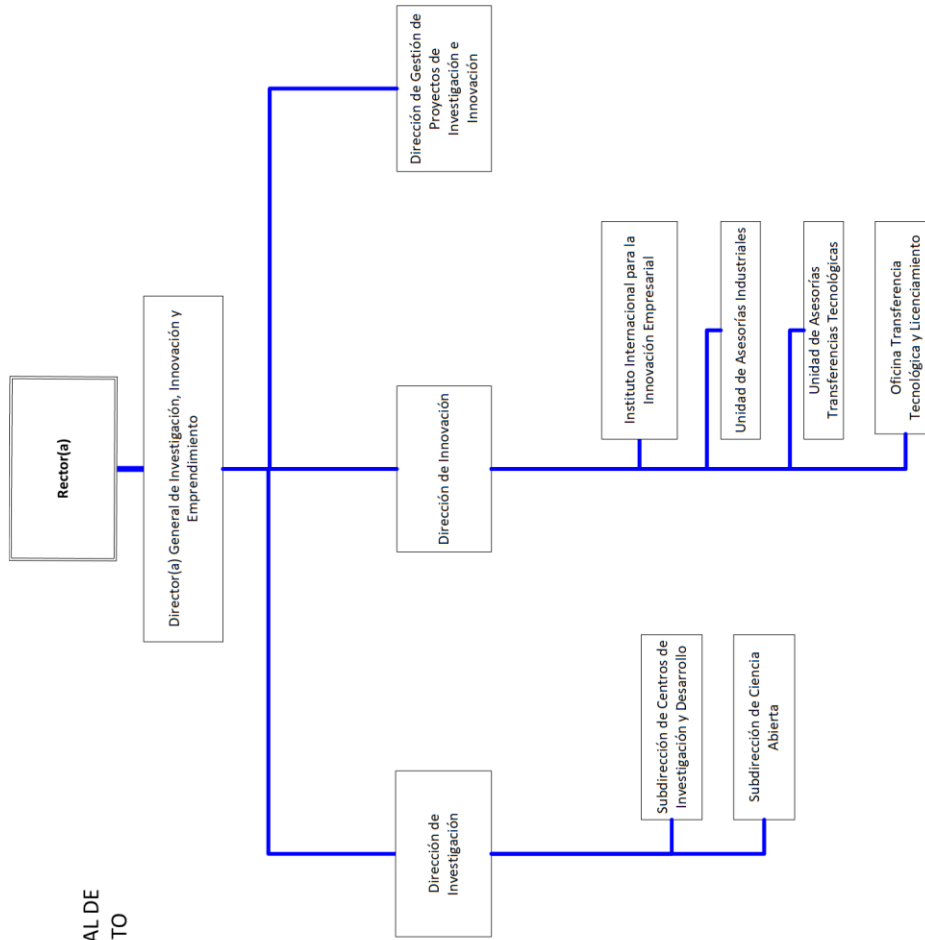 AL DE
TO
Rector(a)
Director(a) General de Investigación, Innovación y
Emprendimiento
Dirección de
Investigación
Dirección de Innovación
Dirección de Gestión de
Proyectos de
Investigación e
Innovación
Subdirección de Centros de
Investigación y Desarrollo
Subdirección de Ciencia
Abierta
Instituto Internacional para la
Innovación Empresarial
Unidad de Asesorías Industriales
Unidad de Asesorías
Transferencias Tecnológicas
Oficina Transferencia
Tecnológica y Licenciamiento